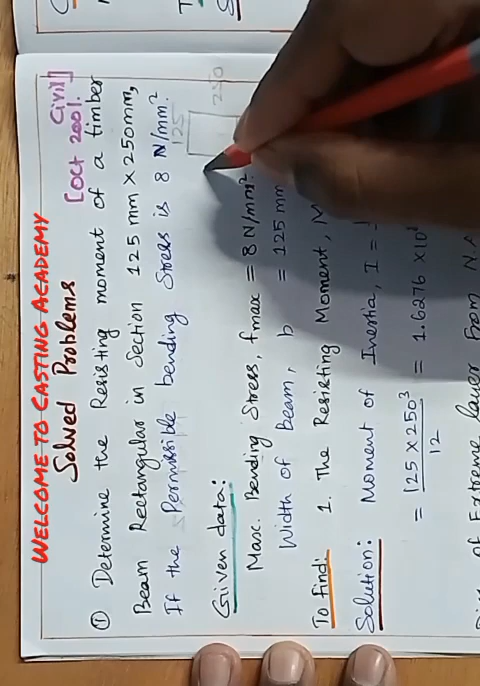 WELCOME TO CASTING ACADEMY
Solved Problems
[Oct 2001. Civil]
① Determine the Resisting moment of a timber
Beam Rectangular in Section 125 mm × 250mm,
If the Permissible bending Stress is 8 N/mm².
125
250
Given data:
Max. Bending Stress, fmax = 8 N/mm²
Width of beam, b = 125 mm
To find: 1. The Resisting Moment, M
Solution: Moment of Inertia, I =
= 125 × 250³ / 12 = 1.6276 × 10
of Extreme layer From N.A